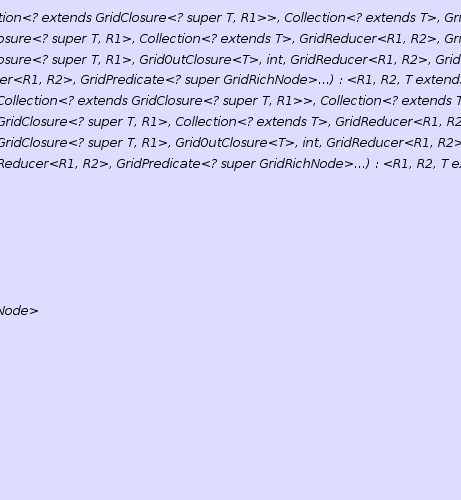 tion<? extends GridClosure<? super T, R1>>, Collection<? extends T>, Gri
osure<? super T, R1>, Collection<? extends T>, GridReducer<R1, R2>, Gri
osure<? super T, R1>, GridOutClosure<T>, int, GridReducer<R1, R2>, Grid
er<R1, R2>, GridPredicate<? super GridRichNode>...) : <R1, R2, T extends
Collection<? extends GridClosure<? super T, R1>>, Collection<? extends T
GridClosure<? super T, R1>, Collection<? extends T>, GridReducer<R1, R2
GridClosure<? super T, R1>, GridOutClosure<T>, int, GridReducer<R1, R2>
Reducer<R1, R2>, GridPredicate<? super GridRichNode>...) : <R1, R2, T ex
Node>